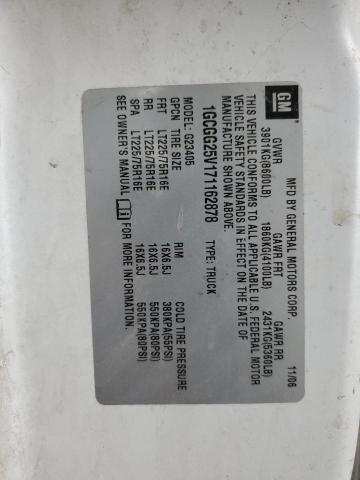 GM
MFD BY GENERAL MOTORS CORP. 11/06
GVWR GAWR FRT GAWR RR
3901KG(8600LB) 1860KG(4100LB) 2431KG(5360LB)
THIS VEHICLE CONFORMS TO ALL APPLICABLE U.S. FEDERAL MOTOR
VEHICLE SAFETY STANDARDS IN EFFECT ON THE DATE OF
MANUFACTURE SHOWN ABOVE.
1GCGG25V171162878 TYPE: TRUCK
MODEL: G23405
GPCN TIRE SIZE RIM COLD TIRE PRESSURE
FRT LT225/75R16E 16X6.5J 380KPA(55PSI)
RR LT225/75R16E 16X6.5J 550KPA(80PSI)
SPA LT225/75R16E 16X6.5J 550KPA(80PSI)
SEE OWNER'S MANUAL FOR MORE INFORMATION.